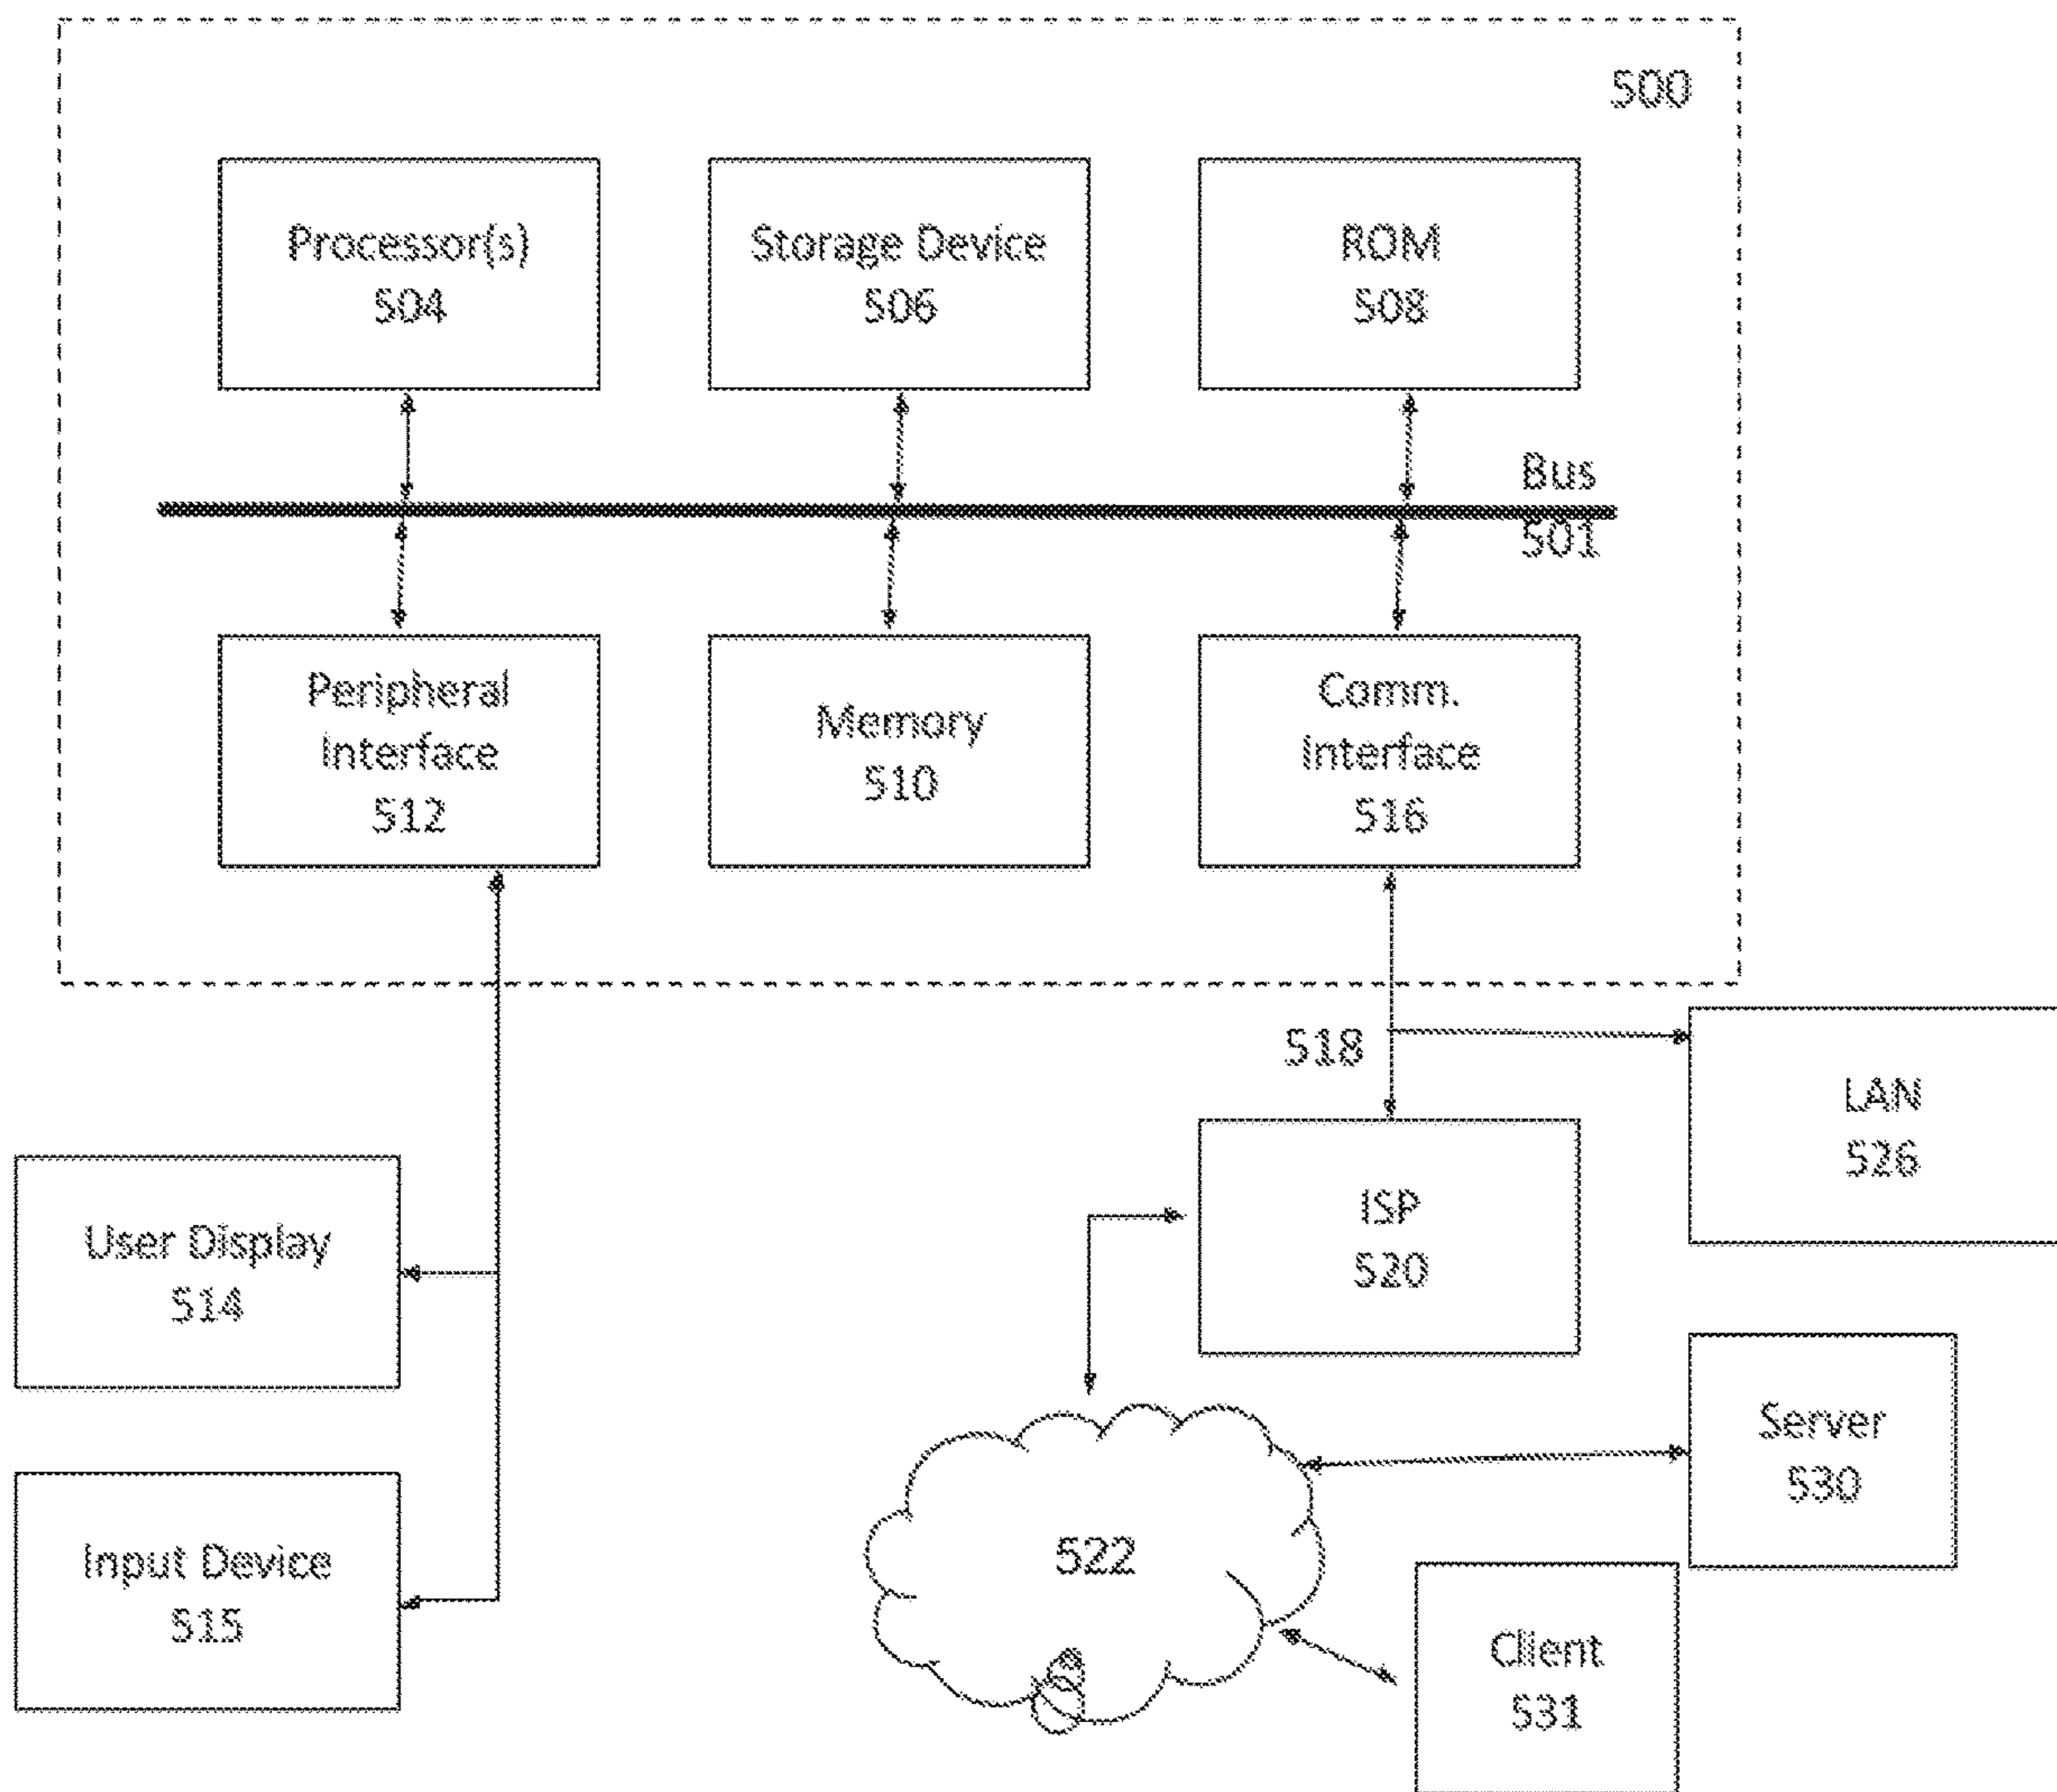 500
Processor(s)
504
Storage Device
506
ROM
508
Bus
501
Peripheral
Interface
512
Memory
510
Comm.
Interface
516
518
LAN
526
User Display
514
ISP
520
Server
530
Input Device
515
522
Client
531